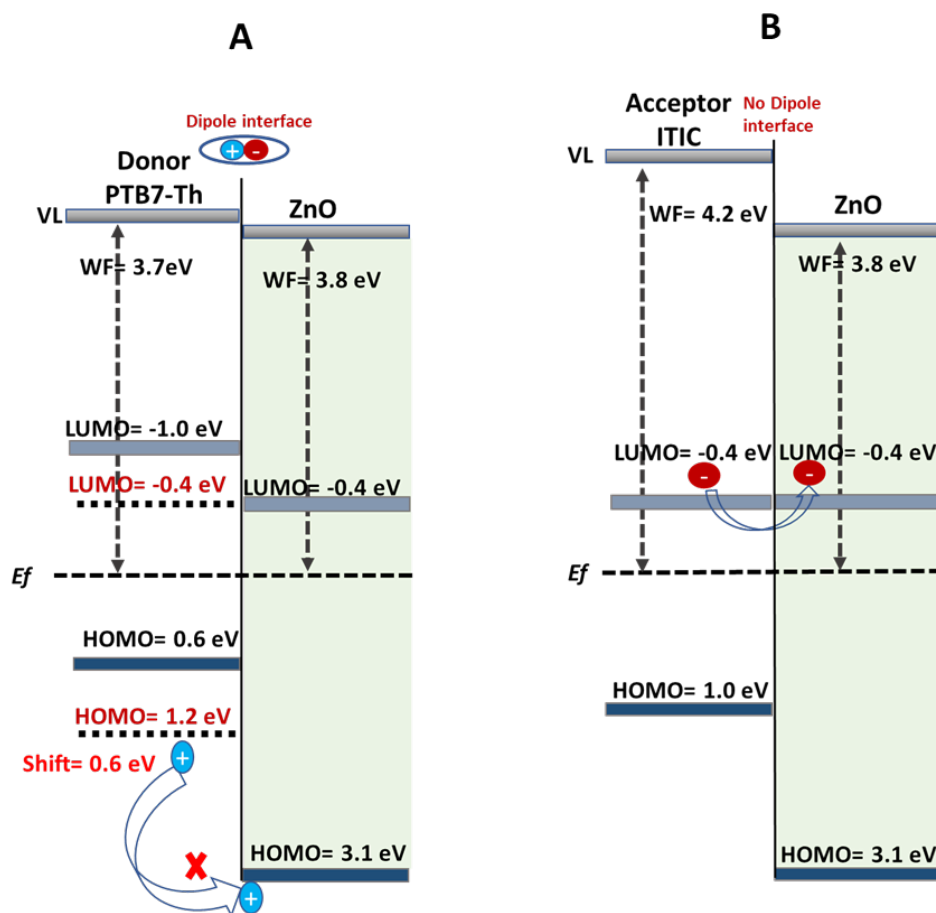 A
Dipole interface
+ -
Donor
PTB7-Th
VL
ZnO
WF= 3.7eV
WF= 3.8 eV
LUMO= -1.0 eV
LUMO= -0.4 eV
LUMO= -0.4 eV
Ef
HOMO= 0.6 eV
HOMO= 1.2 eV
Shift= 0.6 eV
+
X
HOMO= 3.1 eV
+
B
Acceptor
ITIC
No Dipole
interface
VL
ZnO
WF= 4.2 eV
WF= 3.8 eV
LUMO= -0.4 eV
LUMO= -0.4 eV
- -
Ef
HOMO= 1.0 eV
HOMO= 3.1 eV